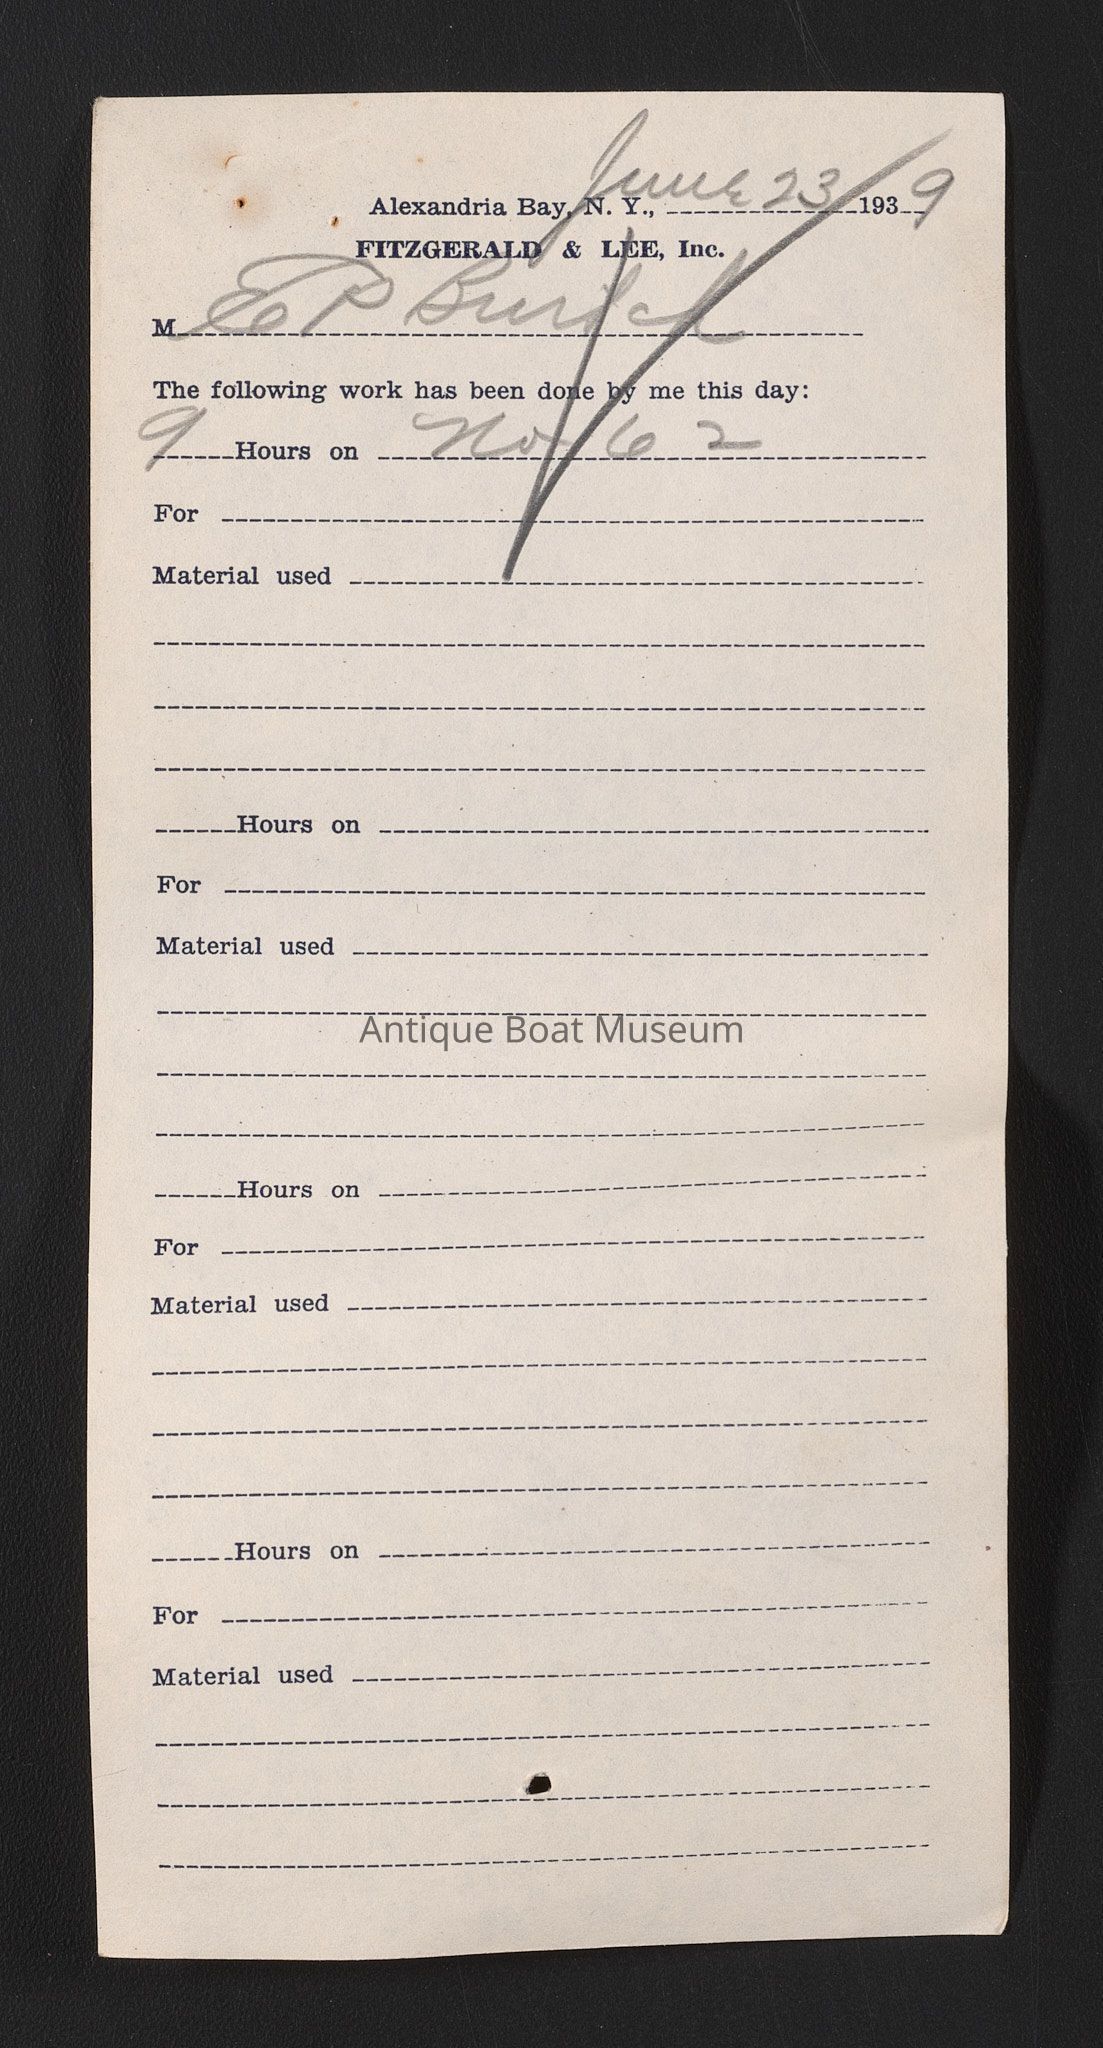 Alexandria Bay, N. Y., June 23 1939
FITZGERALD & LEE, Inc.
M E P
The following work has been done by me this day:
9 Hours on No 62
For
Material used
Hours on
For
Material used
Antique Boat Museum
Hours on
For
Material used
Hours on
For
Material used